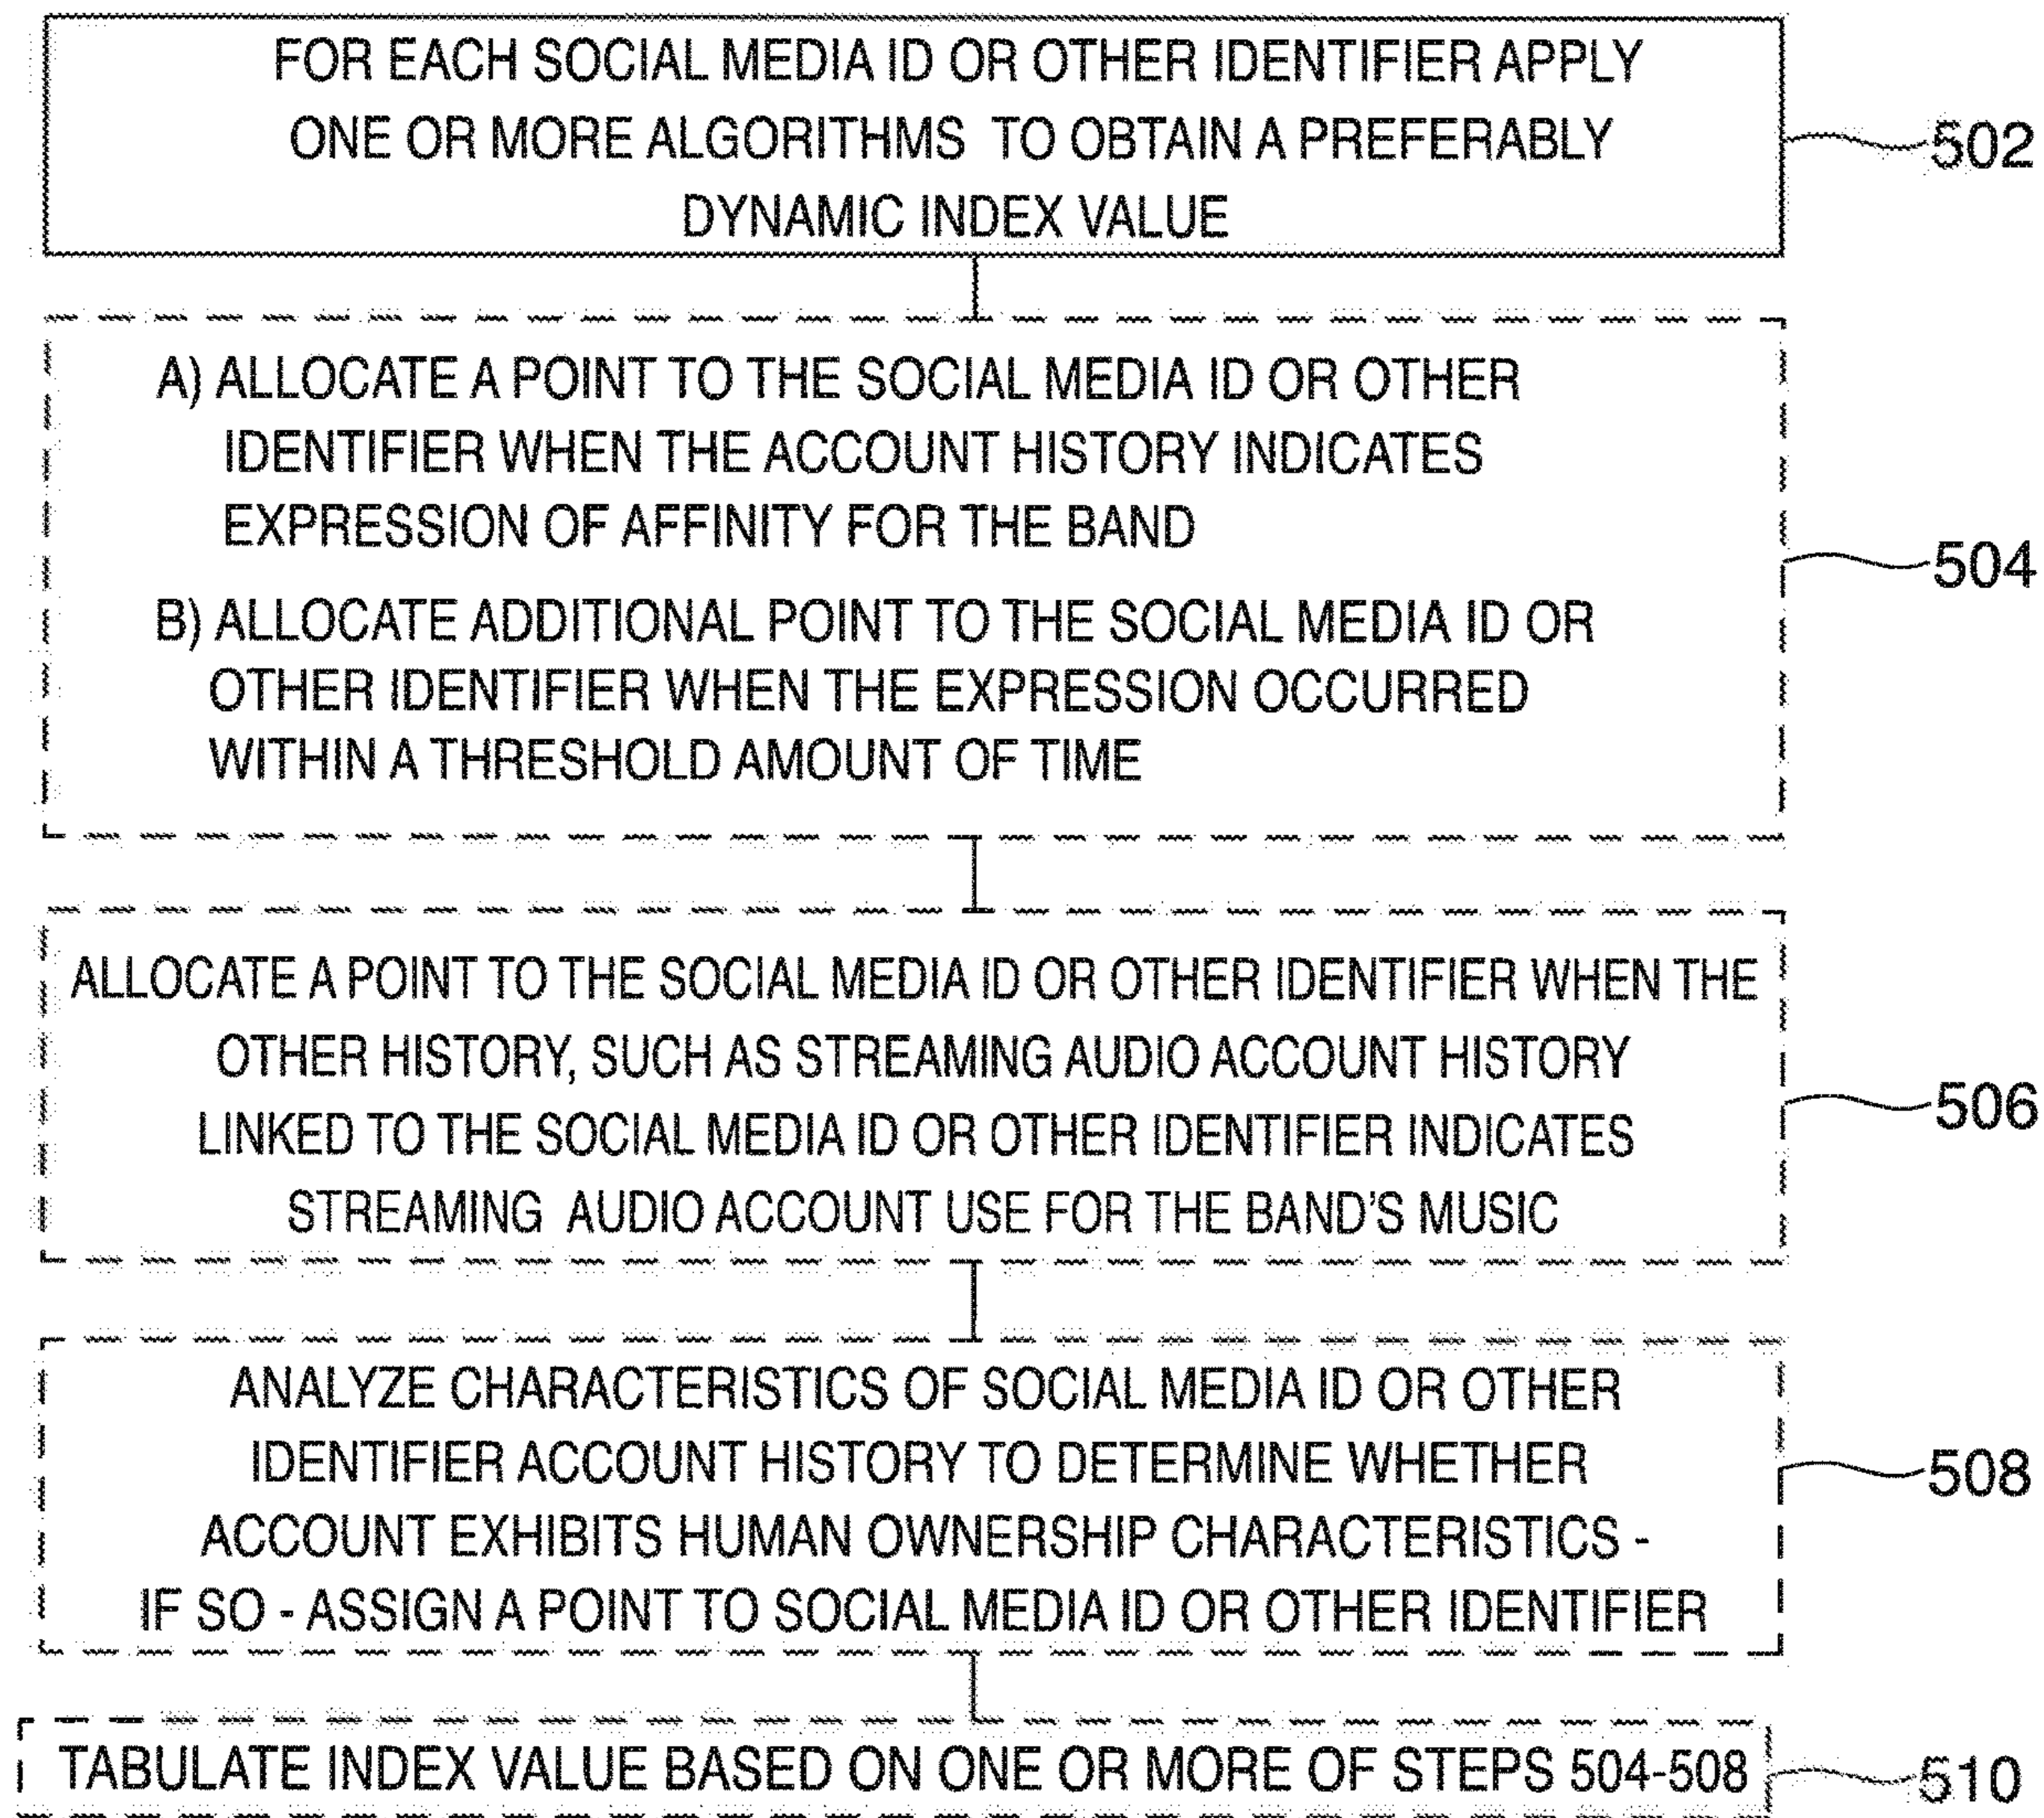 FOR EACH SOCIAL MEDIA ID OR OTHER IDENTIFIER APPLY
ONE OR MORE ALGORITHMS TO OBTAIN A PREFERABLY
DYNAMIC INDEX VALUE
502
A) ALLOCATE A POINT TO THE SOCIAL MEDIA ID OR OTHER
IDENTIFIER WHEN THE ACCOUNT HISTORY INDICATES
EXPRESSION OF AFFINITY FOR THE BAND
B) ALLOCATE ADDITIONAL POINT TO THE SOCIAL MEDIA ID OR
OTHER IDENTIFIER WHEN THE EXPRESSION OCCURRED
WITHIN A THRESHOLD AMOUNT OF TIME
504
ALLOCATE A POINT TO THE SOCIAL MEDIA ID OR OTHER IDENTIFIER WHEN THE
OTHER HISTORY, SUCH AS STREAMING AUDIO ACCOUNT HISTORY
LINKED TO THE SOCIAL MEDIA ID OR OTHER IDENTIFIER INDICATES
STREAMING AUDIO ACCOUNT USE FOR THE BAND'S MUSIC
506
ANALYZE CHARACTERISTICS OF SOCIAL MEDIA ID OR OTHER
IDENTIFIER ACCOUNT HISTORY TO DETERMINE WHETHER
ACCOUNT EXHIBITS HUMAN OWNERSHIP CHARACTERISTICS -
IF SO - ASSIGN A POINT TO SOCIAL MEDIA ID OR OTHER IDENTIFIER
508
TABULATE INDEX VALUE BASED ON ONE OR MORE OF STEPS 504-508
510